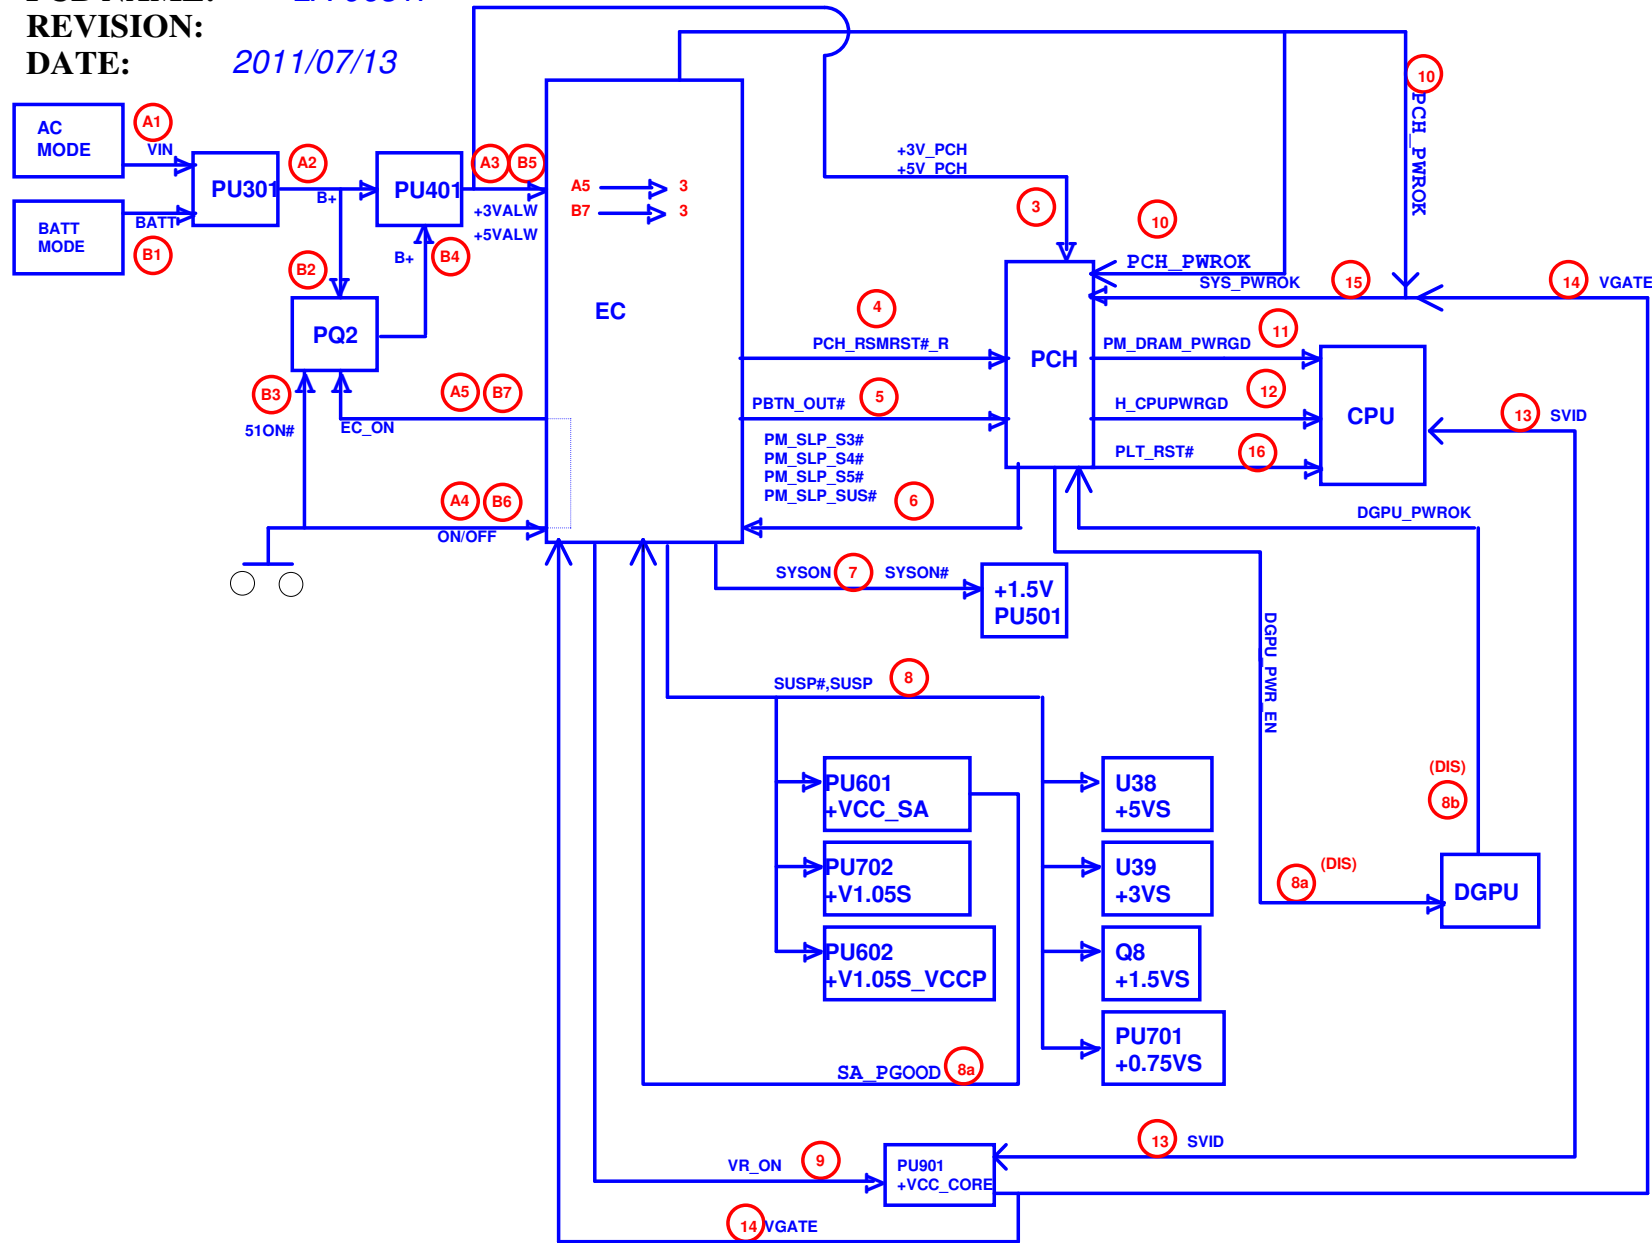 REVISION:
DATE: 2011/07/13
AC
MODE
A1
VIN
BATT
MODE
BATT
B1
PU301
A2
B+
PU401
A3
B5
+3VALW
+5VALW
B2
B+
B4
PQ2
B3
51ON#
A5
B7
EC_ON
A4
B6
ON/OFF
A5
3
B7
3
EC
+3V_PCH
+5V_PCH
3
10
PCH_PWROK
10
PCH_PWROK
SYS_PWROK
15
14
VGATE
4
PCH_RSMRST#_R
PCH
PM_DRAM_PWRGD
11
PBTN_OUT#
5
H_CPUPWRGD
12
CPU
13
SVID
PM_SLP_S3#
PM_SLP_S4#
PM_SLP_S5#
PM_SLP_SUS#
6
PLT_RST#
16
DGPU_PWROK
SYSON
7
SYSON#
+1.5V
PU501
DGPU_PWR_EN
SUSP#,SUSP
8
PU601
+VCC_SA
PU702
+V1.05S
PU602
+V1.05S_VCCP
U38
+5VS
U39
+3VS
Q8
+1.5VS
PU701
+0.75VS
(DIS)
8b
(DIS)
8a
DGPU
SA_PGOOD
8a
13
SVID
VR_ON
9
PU901
+VCC_CORE
14
VGATE